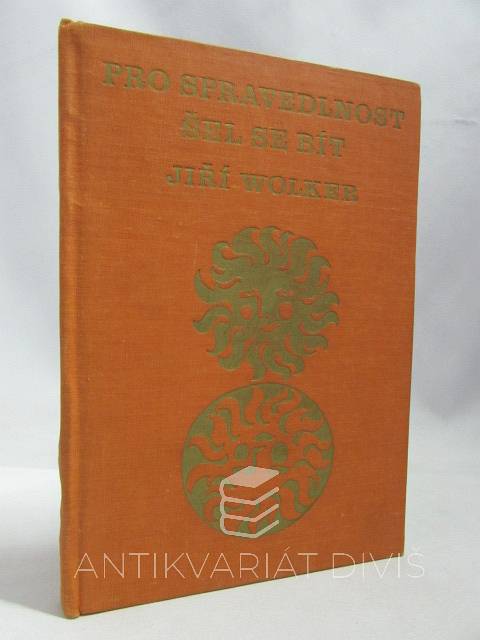 PRO SPRAVEDLNOST
ŠEL SE BÍT
JIŘÍ WOLKER
ANTIKVARIÁT DIVIŠ